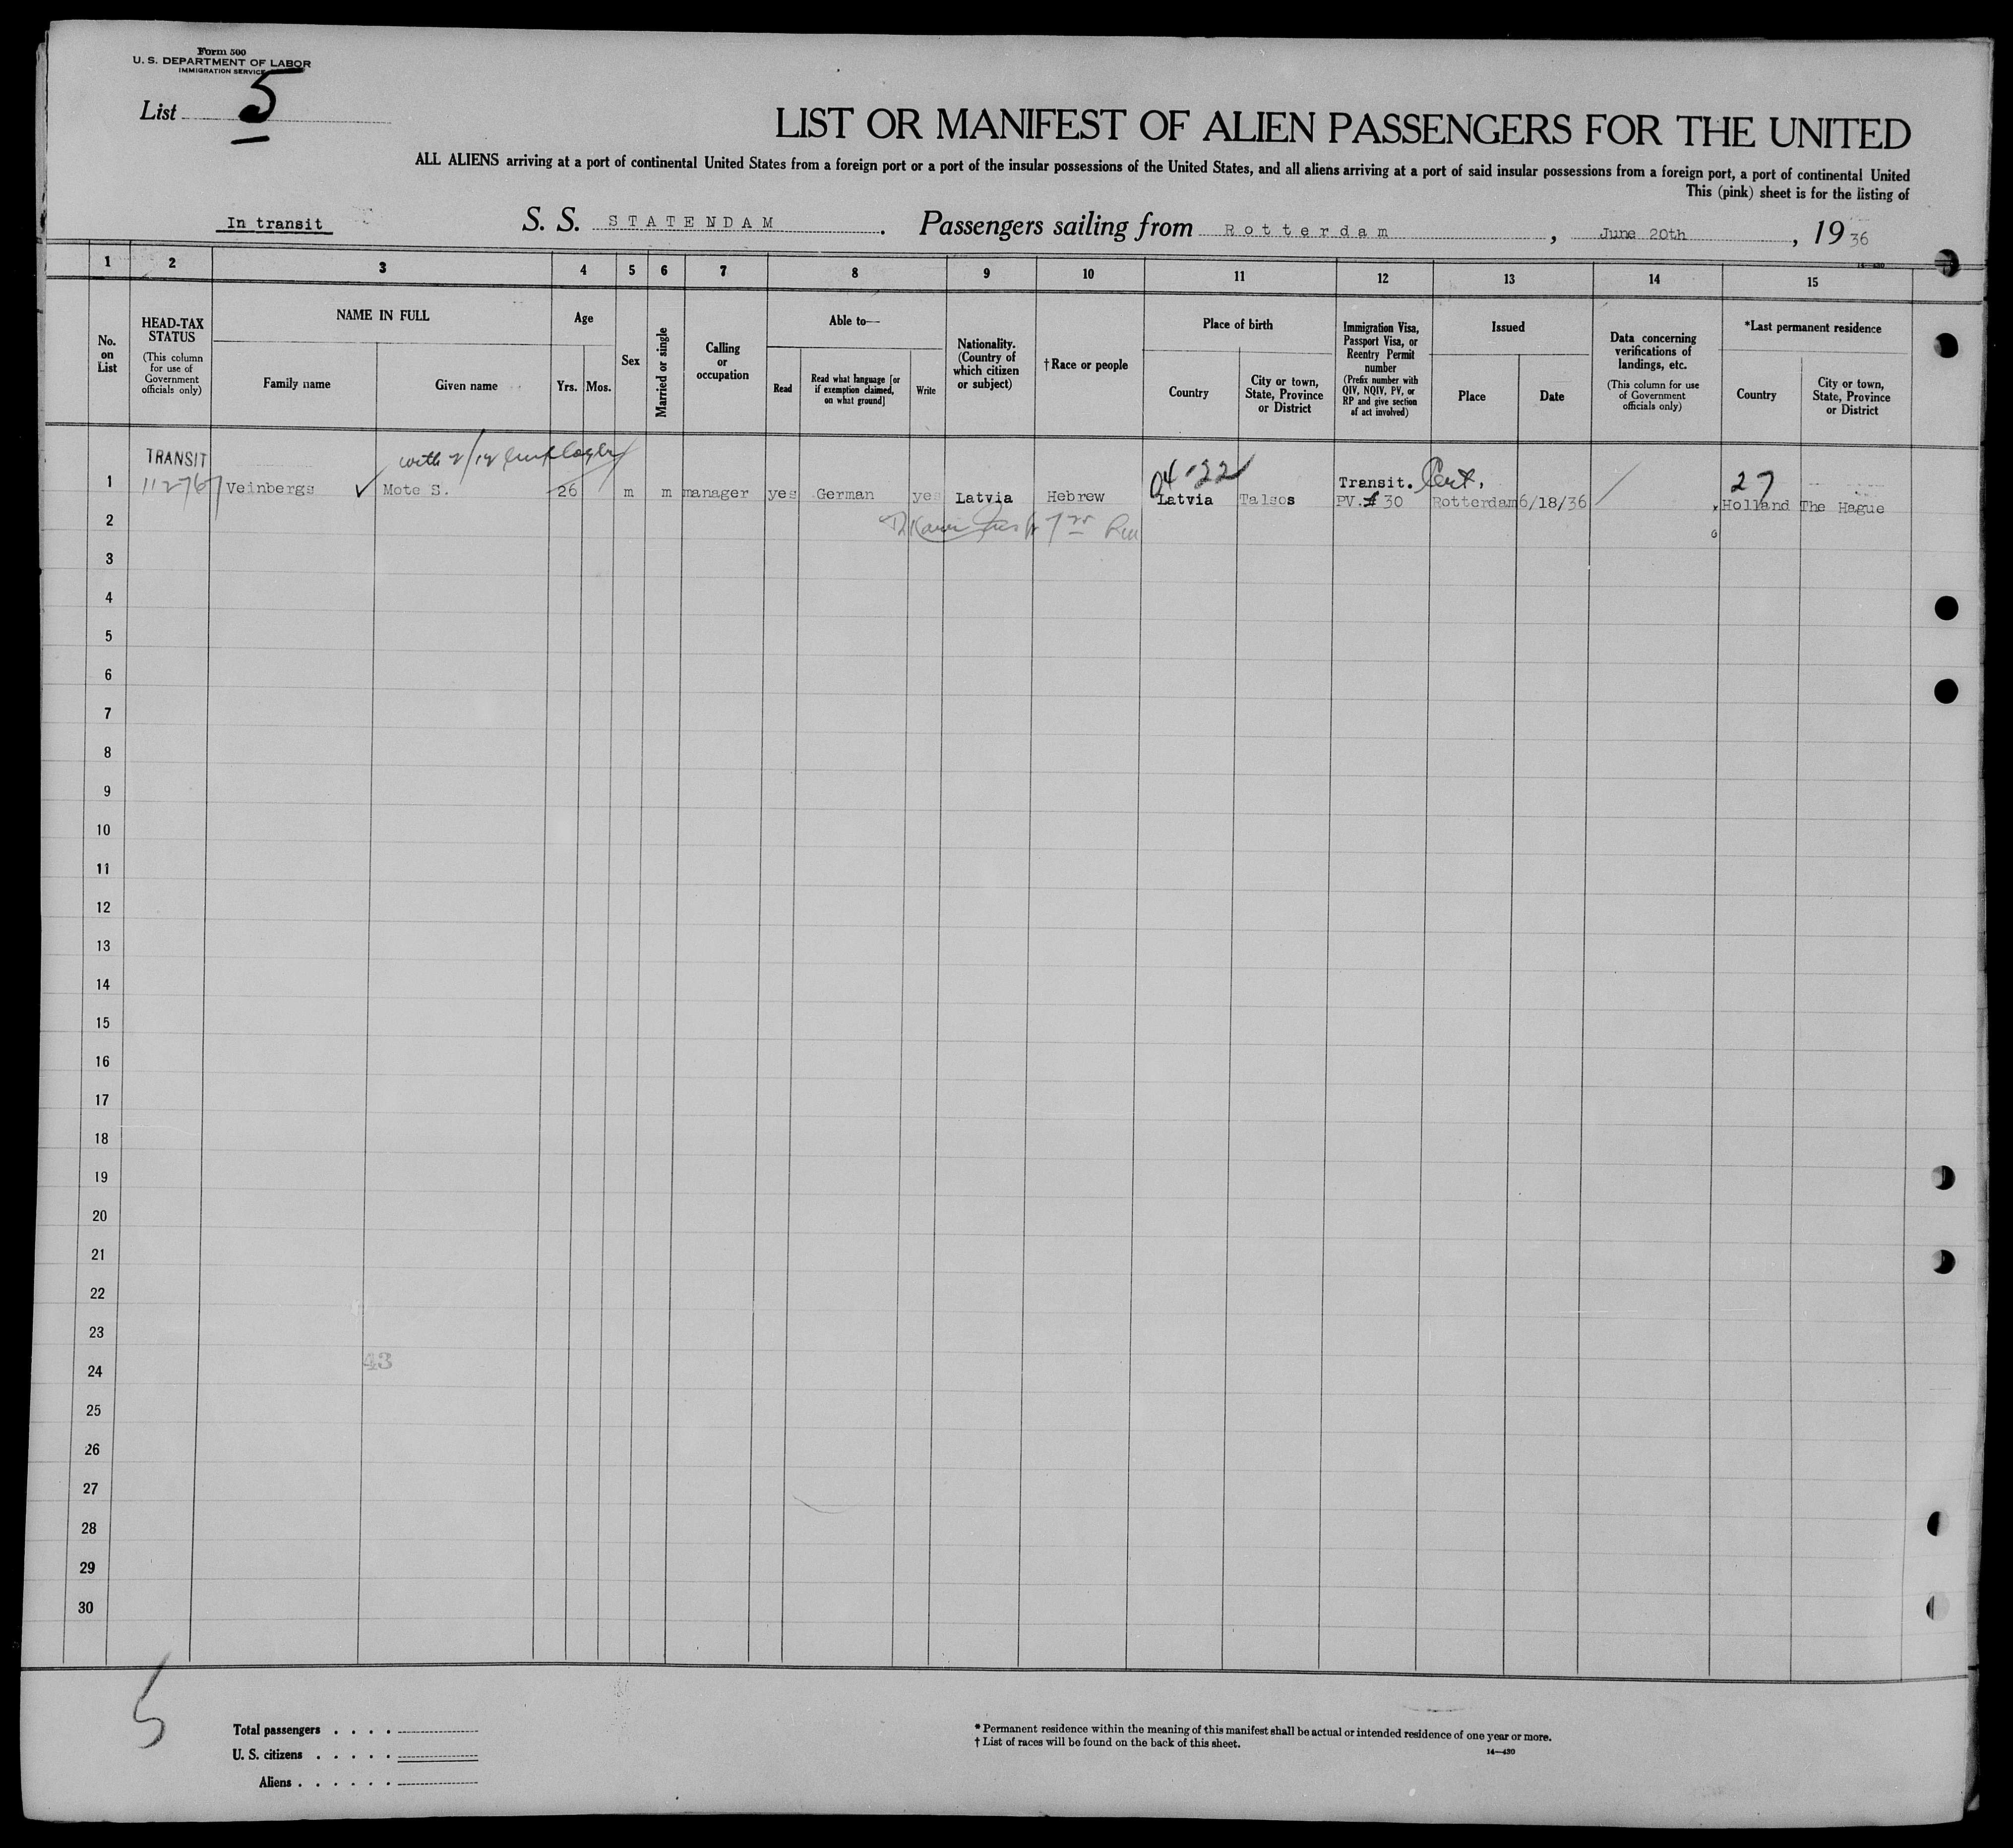 Form 500
U. S. DEPARTMENT OF LABOR
IMMIGRATION SERVICE
List 5
LIST OR MANIFEST OF ALIEN PASSENGERS FOR THE UNITED
ALL ALIENS arriving at a port of continental United States from a foreign port or a port of the insular possessions of the United States, and all aliens arriving at a port of said insular possessions from a foreign port, a port of continental United
This (pink) sheet is for the listing of
In transit S. S. STATENDAM . Passengers sailing from Rotterdam , June 20th , 1936
14—430
1 2 3 4 5 6 7 8 9 10 11 12 13 14 15
No. on List
HEAD-TAX STATUS
(This column for use of Government officials only)
NAME IN FULL
Family name
Given name
Age
Yrs.
Mos.
Sex
Married or single
Calling or occupation
Able to—
Read
Read what language [or if exemption claimed, on what ground]
Write
Nationality. (Country of which citizen or subject)
†Race or people
Place of birth
Country
City or town, State, Province or District
Immigration Visa, Passport Visa, or Reentry Permit number
(Prefix number with QIV, NQIV, PV, or RP and give section of act involved)
Issued
Place
Date
Data concerning verifications of landings, etc.
(This column for use of Government officials only)
*Last permanent residence
Country
City or town, State, Province or District
TRANSIT with employer 04-22 Transit. Cert. 27
1 11276 Veinbergs ✓ Mote S. 26 m m manager yes German yes Latvia Hebrew Latvia Talsos PV.# 30 Rotterdam 6/18/36 Holland The Hague
2
3
4
5
6
7
8
9
10
11
12
13
14
15
16
17
18
19
20
21
22
23
24 43
25
26
27
28
29
30
5
Total passengers . . . .
U. S. citizens . . . . .
Aliens . . . . . .
* Permanent residence within the meaning of this manifest shall be actual or intended residence of one year or more.
† List of races will be found on the back of this sheet.
14—430